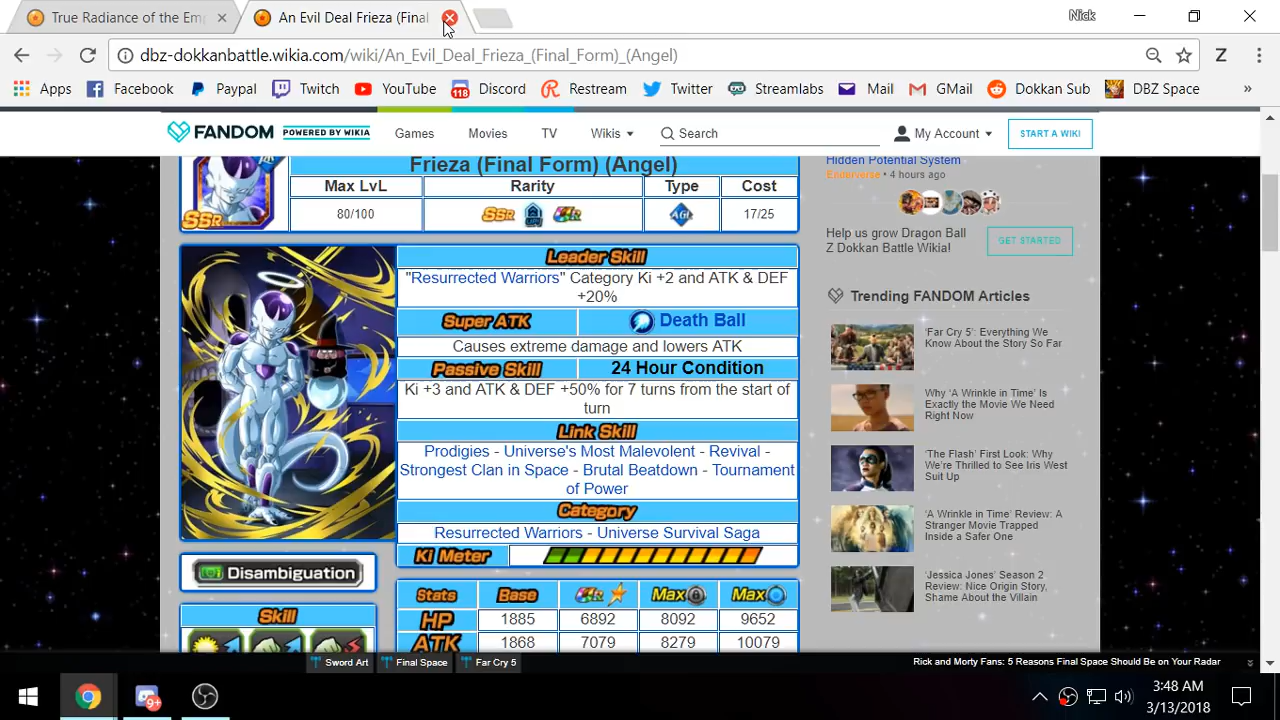 True Radiance of the Emp
An Evil Deal Frieza (Final
Nick
dbz-dokkanbattle.wikia.com/wiki/An_Evil_Deal_Frieza_(Final_Form)_(Angel)
Z
Apps Facebook Paypal Twitch YouTube 118 Discord Restream Twitter Streamlabs Mail GMail Dokkan Sub DBZ Space »
FANDOM POWERED BY WIKIA Games Movies TV Wikis Search My Account START A WIKI
Frieza (Final Form) (Angel)
Max LvL Rarity Type Cost
SSR 80/100 SSR UR AGL 17/25
Leader Skill
"Resurrected Warriors" Category Ki +2 and ATK & DEF
+20%
Super ATK Death Ball
Causes extreme damage and lowers ATK
Passive Skill 24 Hour Condition
Ki +3 and ATK & DEF +50% for 7 turns from the start of
turn
Link Skill
Prodigies - Universe's Most Malevolent - Revival -
Strongest Clan in Space - Brutal Beatdown - Tournament
of Power
Category
Resurrected Warriors - Universe Survival Saga
Ki Meter
Disambiguation
Skill
Stats Base UR Max Max
HP 1885 6892 8092 9652
ATK 1868 7079 8279 10079
Hidden Potential System
• 4 hours ago
Help us grow Dragon Ball
Z Dokkan Battle Wikia!
GET STARTED
Trending FANDOM Articles
'Far Cry 5': Everything We
Know About the Story So Far
Why 'A Wrinkle in Time' Is
Exactly the Movie We Need
Right Now
'The Flash' First Look: Why
We're Thrilled to See Iris West
Suit Up
'A Wrinkle in Time' Review: A
Stranger Movie Trapped
Inside a Safer One
'Jessica Jones' Season 2
Review: Nice Origin Story,
Shame About the Villain
Sword Art Final Space Far Cry 5
Rick and Morty Fans: 5 Reasons Final Space Should Be on Your Radar
9+
3:48 AM
3/13/2018